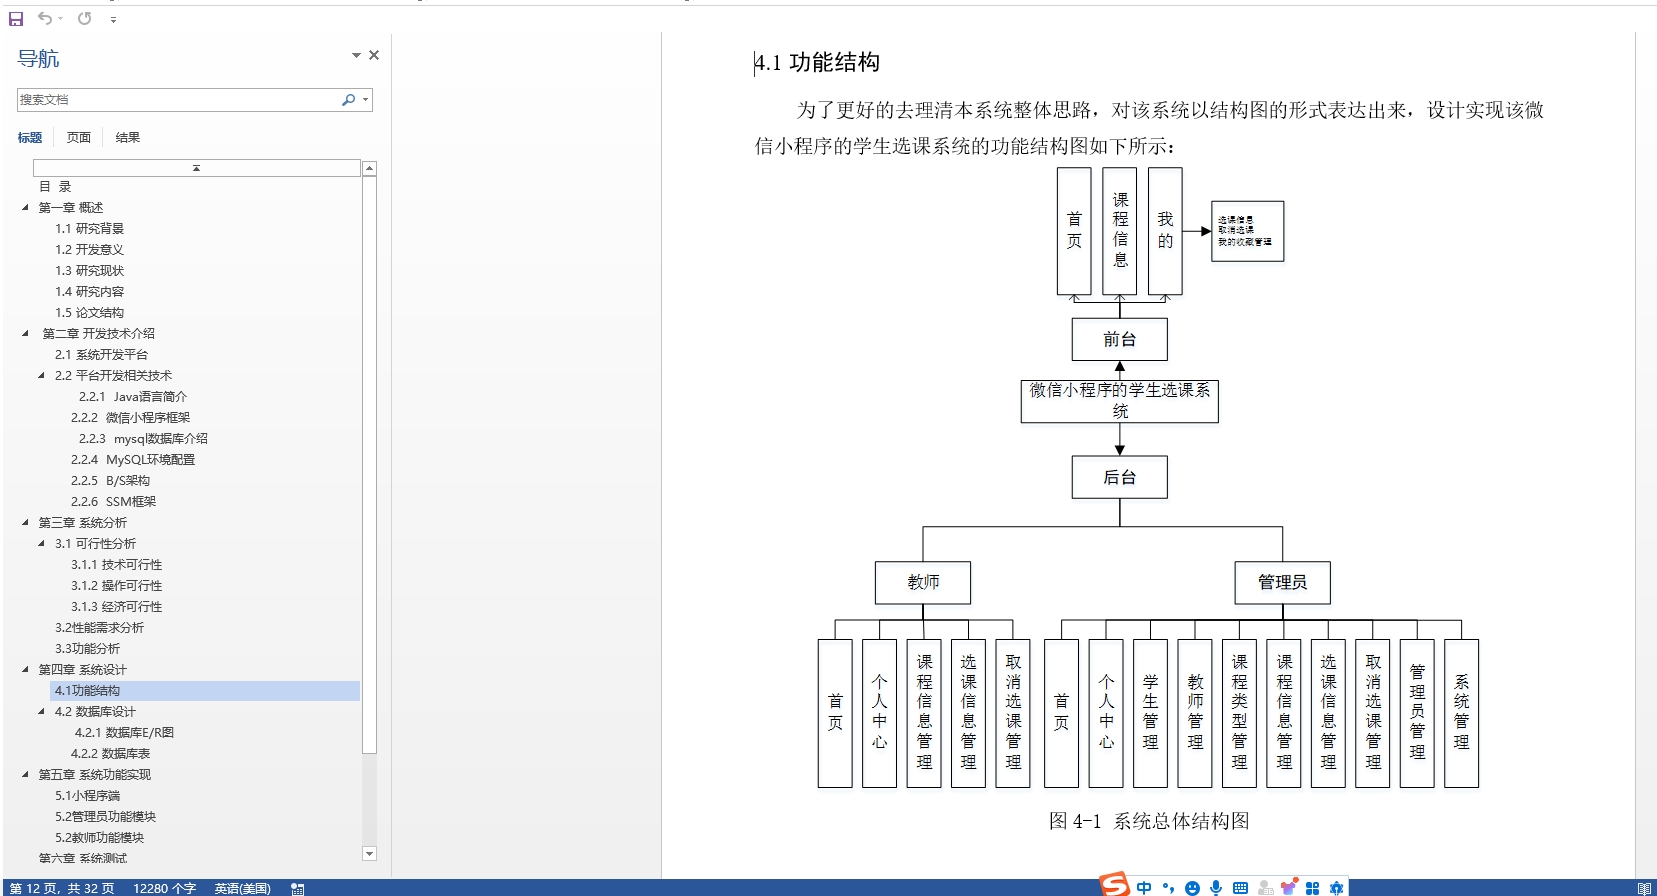 导航
搜索文档
标题 页面 结果
目 录
第一章 概述
1.1 研究背景
1.2 开发意义
1.3 研究现状
1.4 研究内容
1.5 论文结构
第二章 开发技术介绍
2.1 系统开发平台
2.2 平台开发相关技术
2.2.1 Java语言简介
2.2.2 微信小程序框架
2.2.3 mysql数据库介绍
2.2.4 MySQL环境配置
2.2.5 B/S架构
2.2.6 SSM框架
第三章 系统分析
3.1 可行性分析
3.1.1 技术可行性
3.1.2 操作可行性
3.1.3 经济可行性
3.2性能需求分析
3.3功能分析
第四章 系统设计
4.1功能结构
4.2 数据库设计
4.2.1 数据库E/R图
4.2.2 数据库表
第五章 系统功能实现
5.1小程序端
5.2管理员功能模块
5.2教师功能模块
第六章 系统测试
4.1 功能结构
为了更好的去理清本系统整体思路，对该系统以结构图的形式表达出来，设计实现该微
信小程序的学生选课系统的功能结构图如下所示：
首页
课程信息
我的
选课信息
取消选课
我的收藏管理
前台
微信小程序的学生选课系
统
后台
教师
管理员
首页
个人中心
课程信息管理
选课信息管理
取消选课管理
首页
个人中心
学生管理
教师管理
课程类型管理
课程信息管理
选课信息管理
取消选课管理
管理员管理
系统管理
图 4-1 系统总体结构图
第 12 页，共 32 页 12280 个字 英语(美国)
S 中